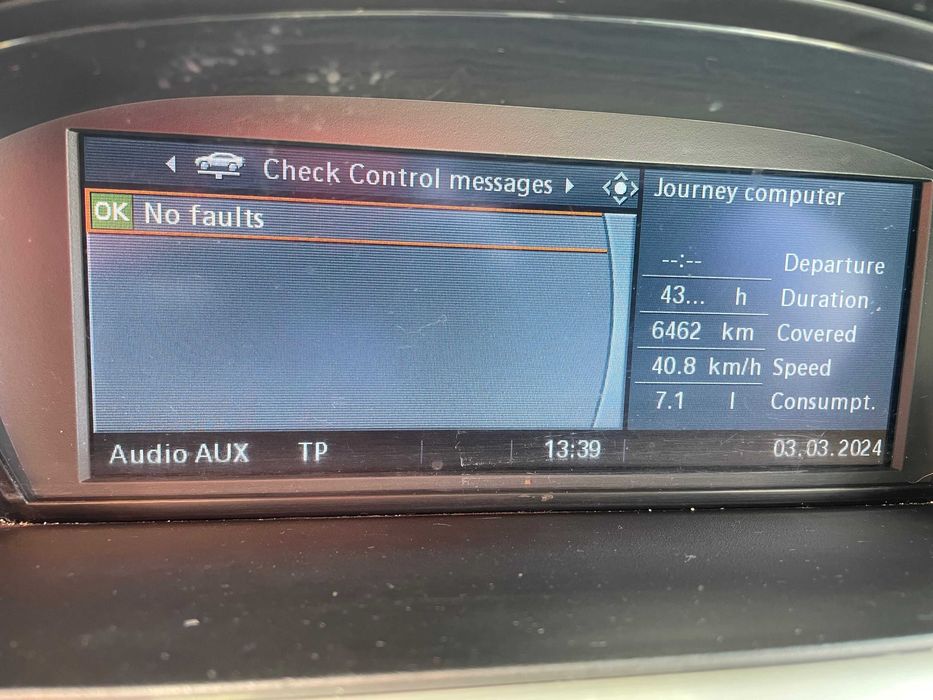 Check Control messages
OK No faults
Journey computer
--:-- Departure
43... h Duration
6462 km Covered
40.8 km/h Speed
7.1 l Consumpt.
Audio AUX TP 13:39 03.03.2024